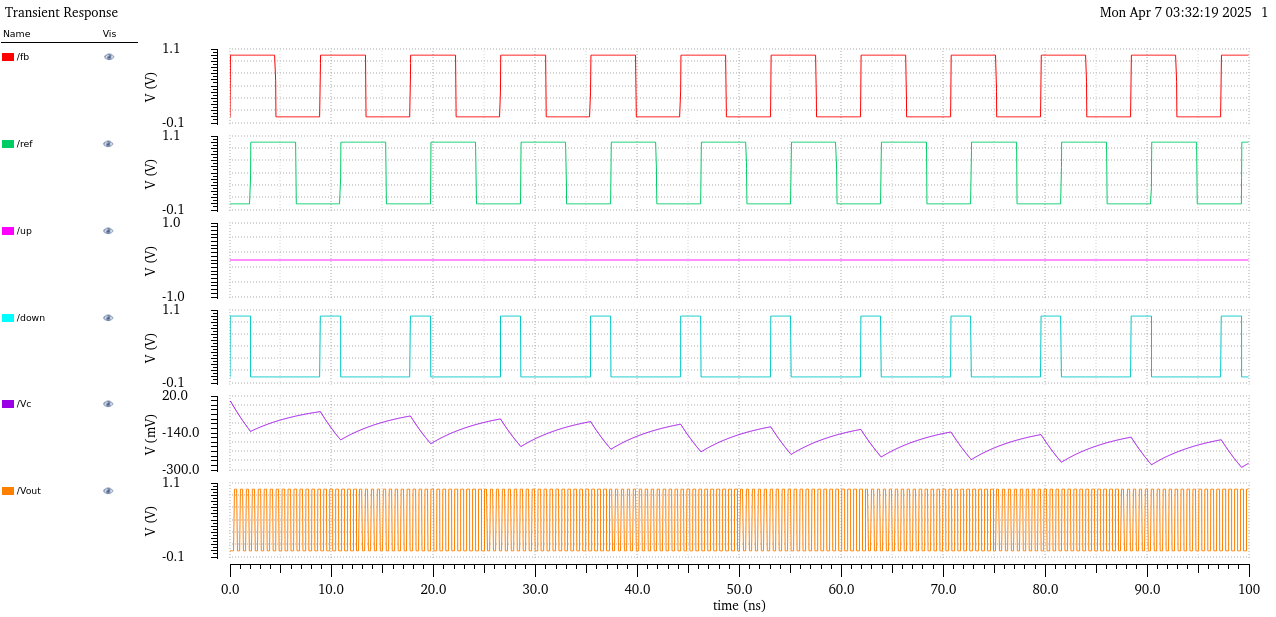 Transient Response
Mon Apr 7 03:32:19 2025 1
Name Vis
/fb
1.1
V (V)
-0.1
/ref
1.1
V (V)
-0.1
/up
1.0
V (V)
-1.0
/down
1.1
V (V)
-0.1
/Vc
20.0
V (mV)
-140.0
-300.0
/Vout
1.1
V (V)
-0.1
0.0 10.0 20.0 30.0 40.0 50.0 60.0 70.0 80.0 90.0 100
time (ns)